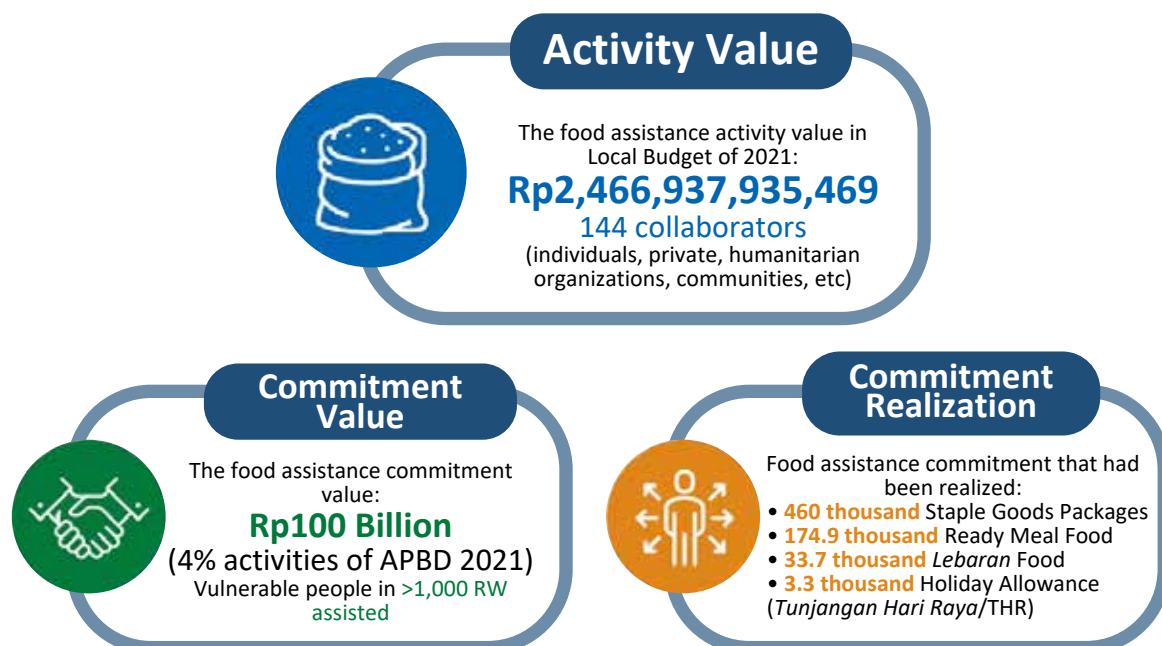 Activity Value
The food assistance activity value in
Local Budget of 2021:
Rp2,466,937,935,469
144 collaborators
(individuals, private, humanitarian
organizations, communities, etc)
Commitment
Value
The food assistance commitment
value:
Rp100 Billion
(4% activities of APBD 2021)
Vulnerable people in >1,000 RW
assisted
Commitment
Realization
Food assistance commitment that had
been realized:
• 460 thousand Staple Goods Packages
• 174.9 thousand Ready Meal Food
• 33.7 thousand Lebaran Food
• 3.3 thousand Holiday Allowance
(Tunjangan Hari Raya/THR)